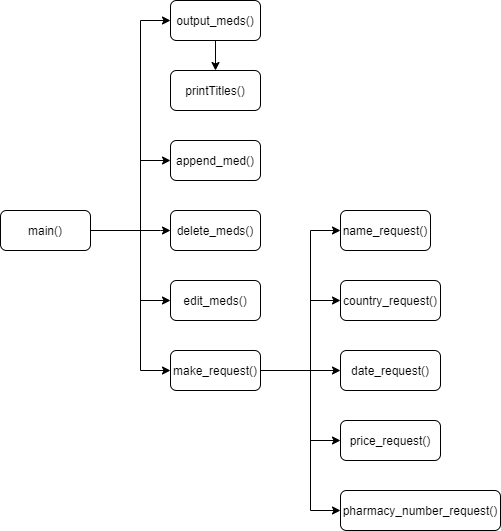 output_meds()
printTitles()
append_med()
main()
delete_meds()
name_request()
edit_meds()
country_request()
make_request()
date_request()
price_request()
pharmacy_number_request()